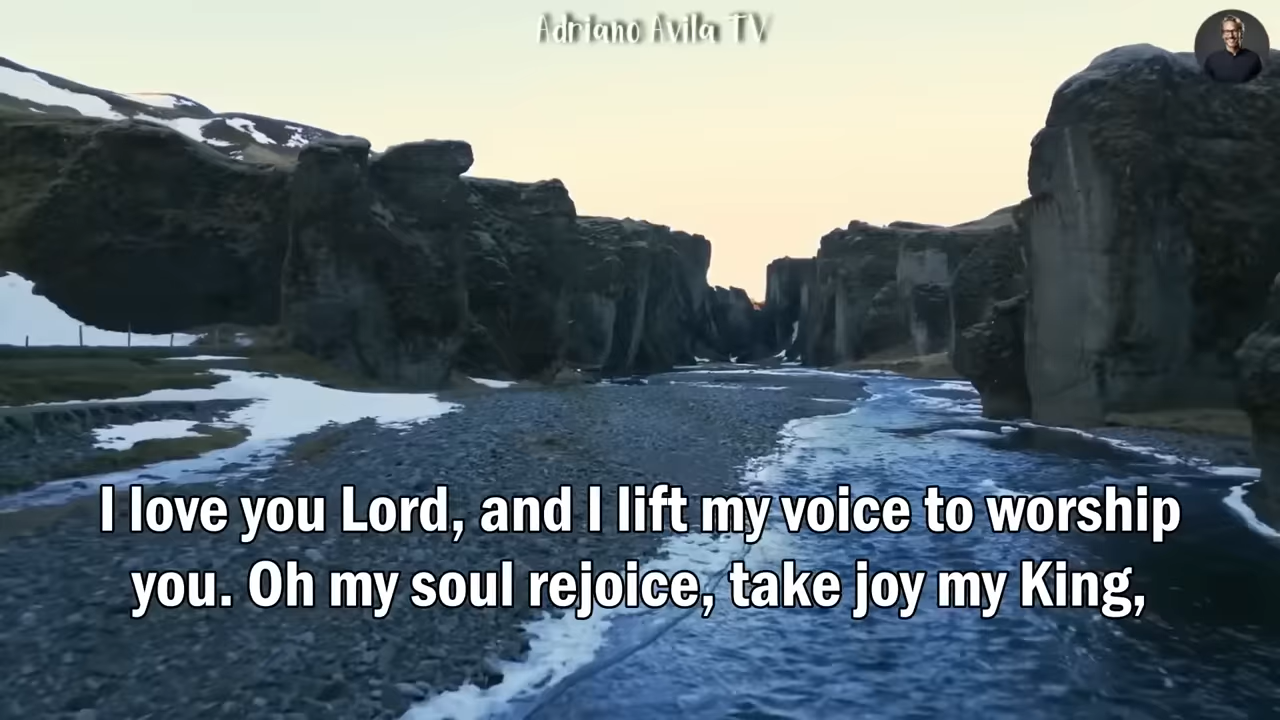 Adriano Avila TV
I love you Lord, and I lift my voice to worship
you. Oh my soul rejoice, take joy my King,